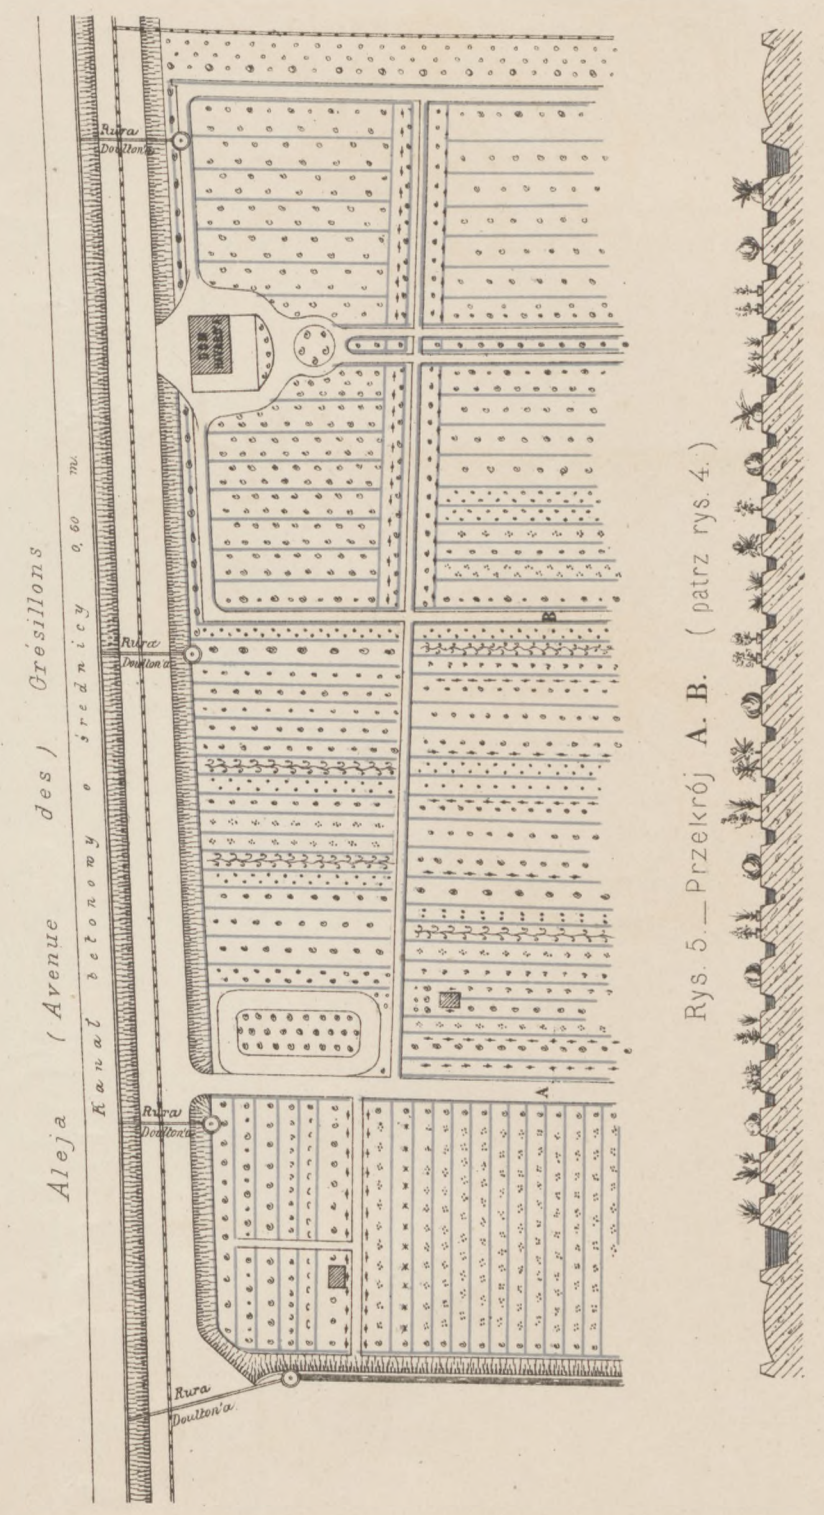 Aleja (Avenue des) Grésillons
Kanał betonowy o średnicy 0,60 m.
Rura
Doulton'a
Rura
Doulton'a
Rura
Doulton'a
Rura
Doulton'a
DOM
A
B
Rys. 5.—Przekrój A. B. (patrz rys. 4.)